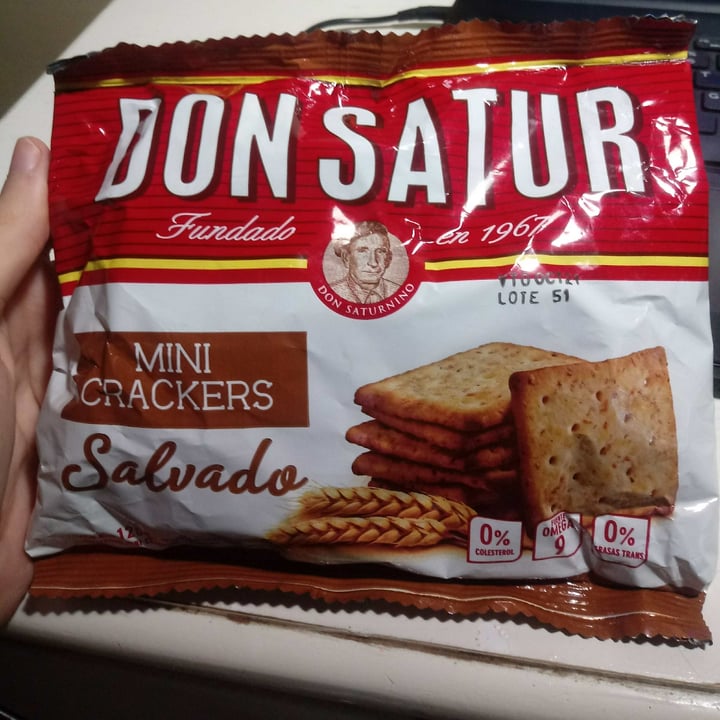 DON SATUR
Fundado en 1967
DON SATURNINO
LOTE 51
MINI
CRACKERS
Salvado
0%
COLESTEROL
FUENTE
OMEGA
9
0%
GRASAS TRANS